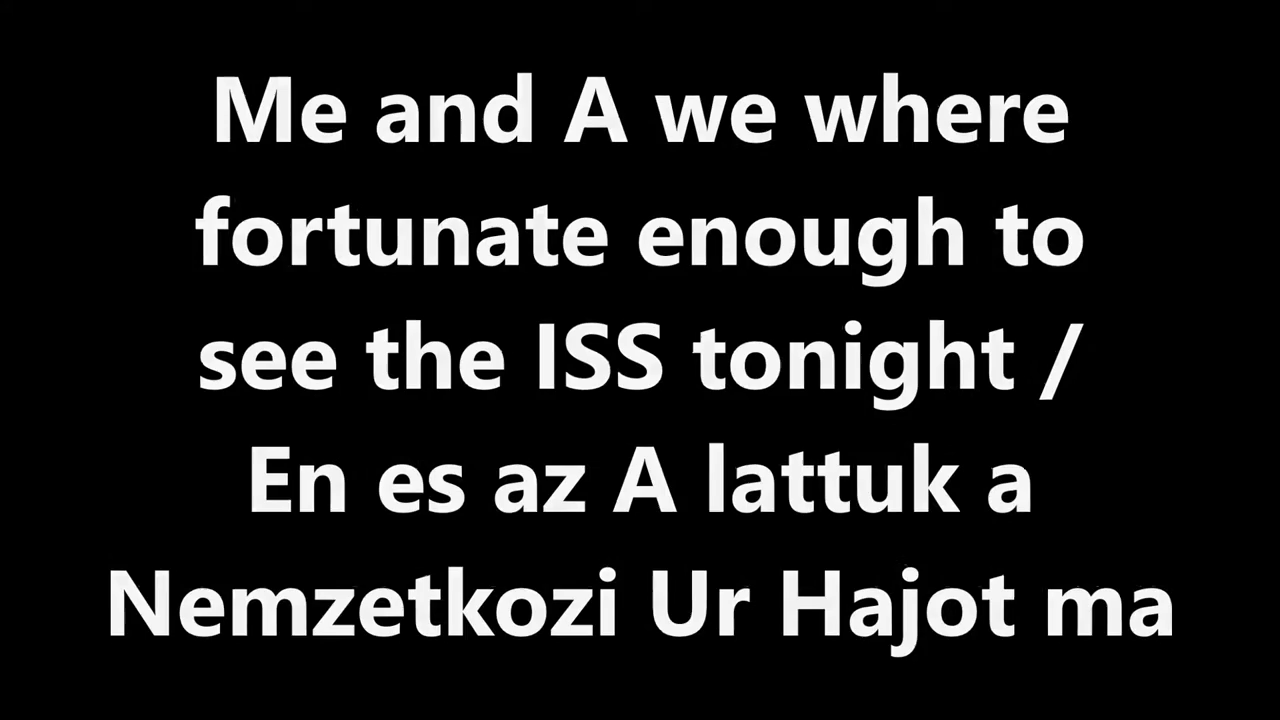 Me and A we where
fortunate enough to
see the ISS tonight /
En es az A lattuk a
Nemzetkozi Ur Hajot ma